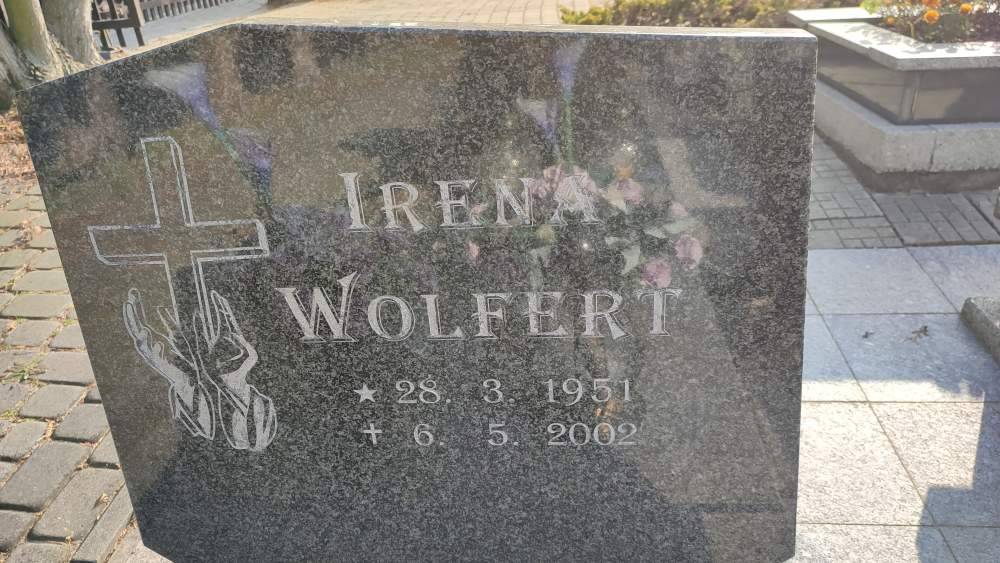 Irena
Wolfert
★ 28. 3. 1951
✝ 6. 5. 2002